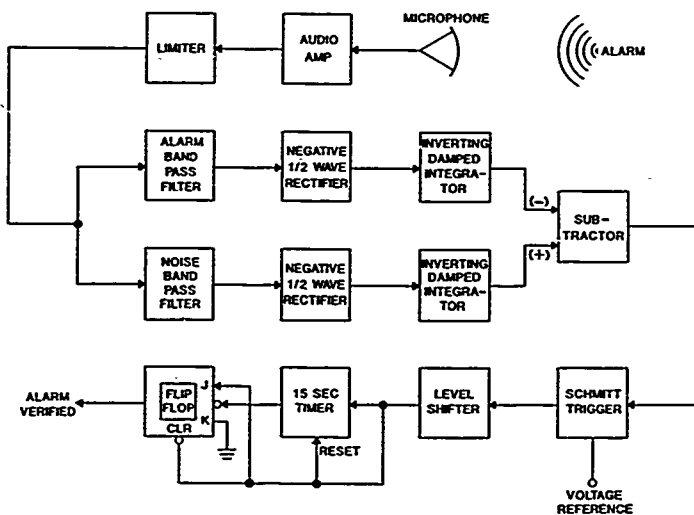 MICROPHONE
LIMITER
AUDIO
AMP
ALARM
ALARM
BAND
PASS
FILTER
NEGATIVE
1/2 WAVE
RECTIFIER
INVERTING
DAMPED
INTEGRA-
TOR
(-)
SUB-
TRACTOR
(+)
NOISE
BAND
PASS
FILTER
NEGATIVE
1/2 WAVE
RECTIFIER
INVERTING
DAMPED
INTEGRA-
TOR
ALARM
VERIFIED
J
FLIP
FLOP
K
CLR
15 SEC
TIMER
RESET
LEVEL
SHIFTER
SCHMITT
TRIGGER
VOLTAGE
REFERENCE